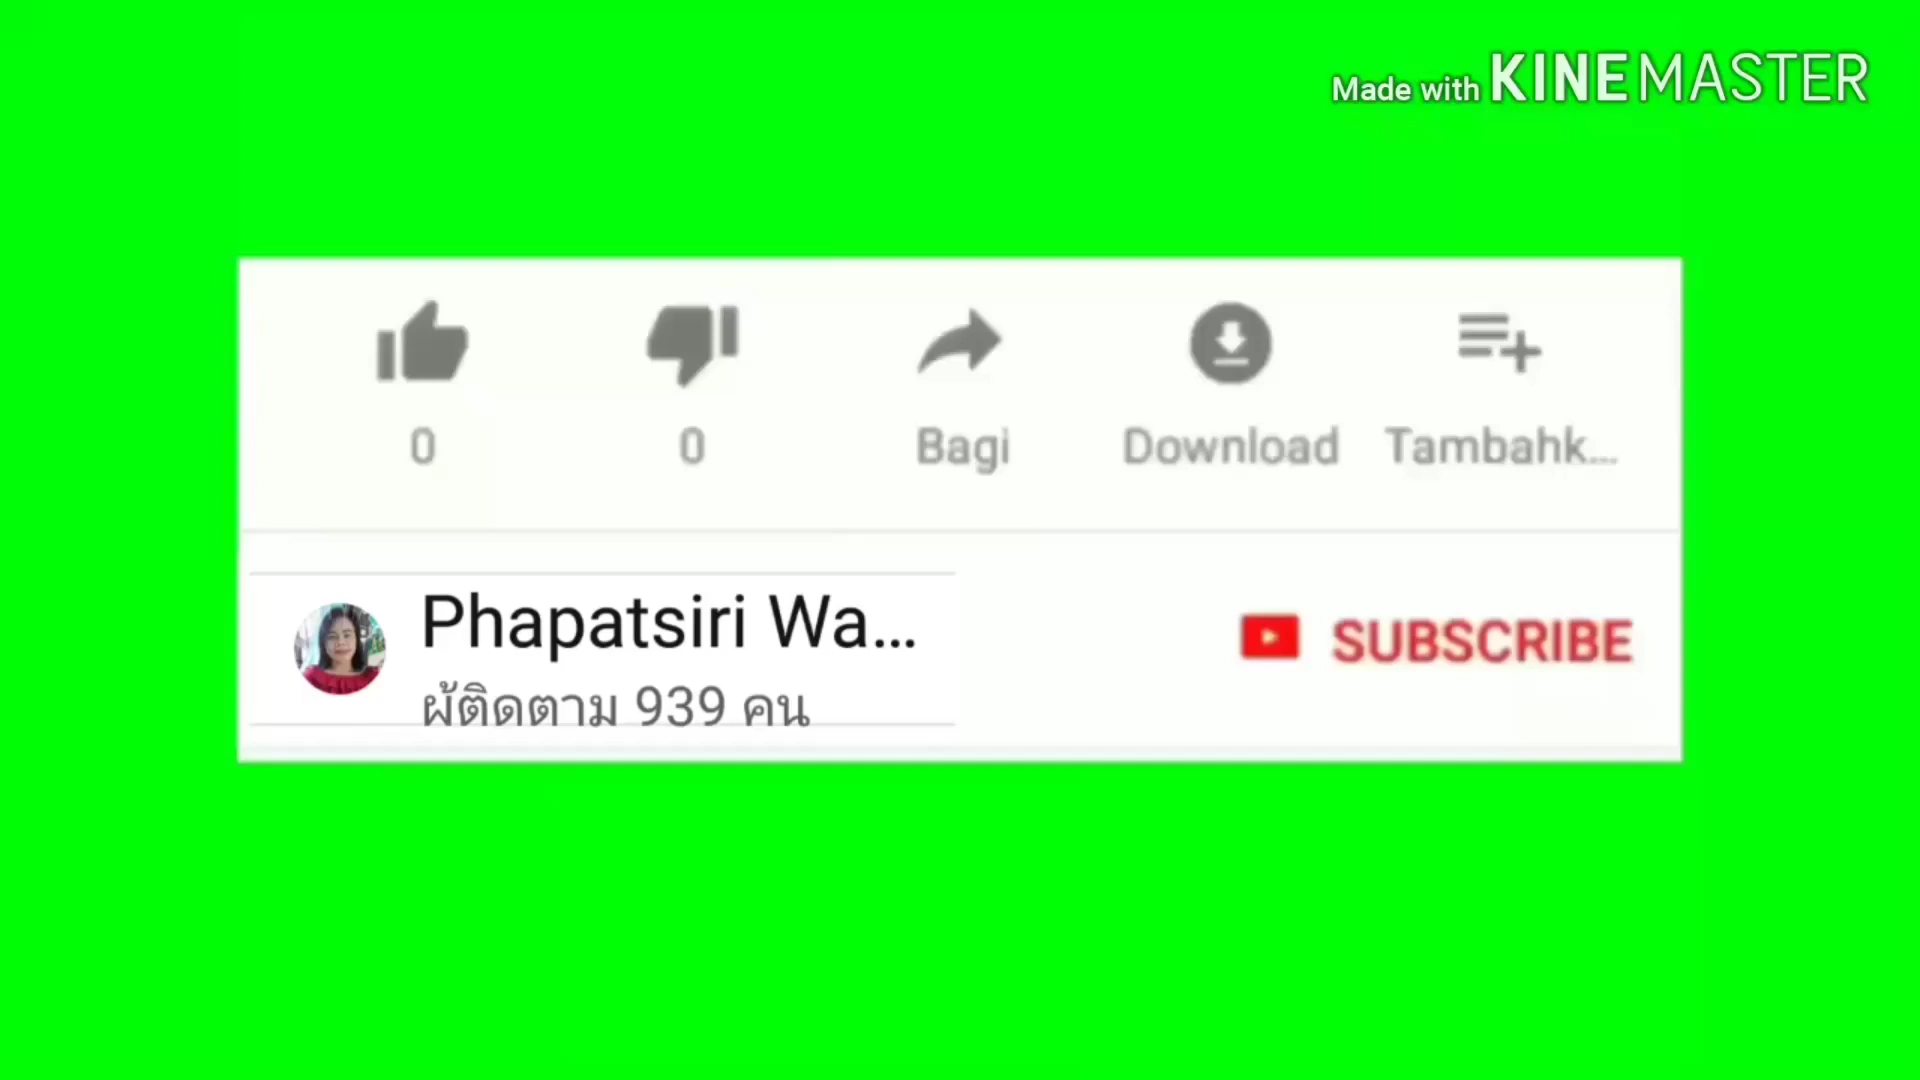 Made with KINEMASTER
0 0 Bagi Download Tambahk...
Phapatsiri Wa...
SUBSCRIBE
ผู้ติดตาม 939 คน